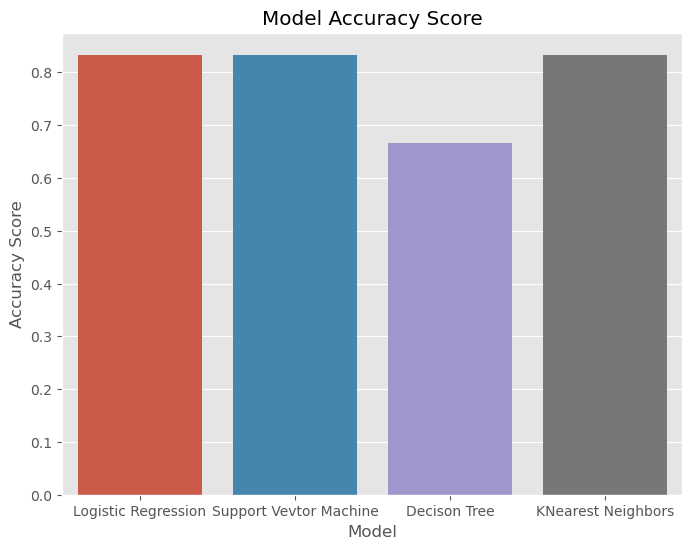 Model Accuracy Score
Accuracy Score
0.8
0.7
0.6
0.5
0.4
0.3
0.2
0.1
0.0
Logistic Regression Support Vevtor Machine Decison Tree KNearest Neighbors
Model